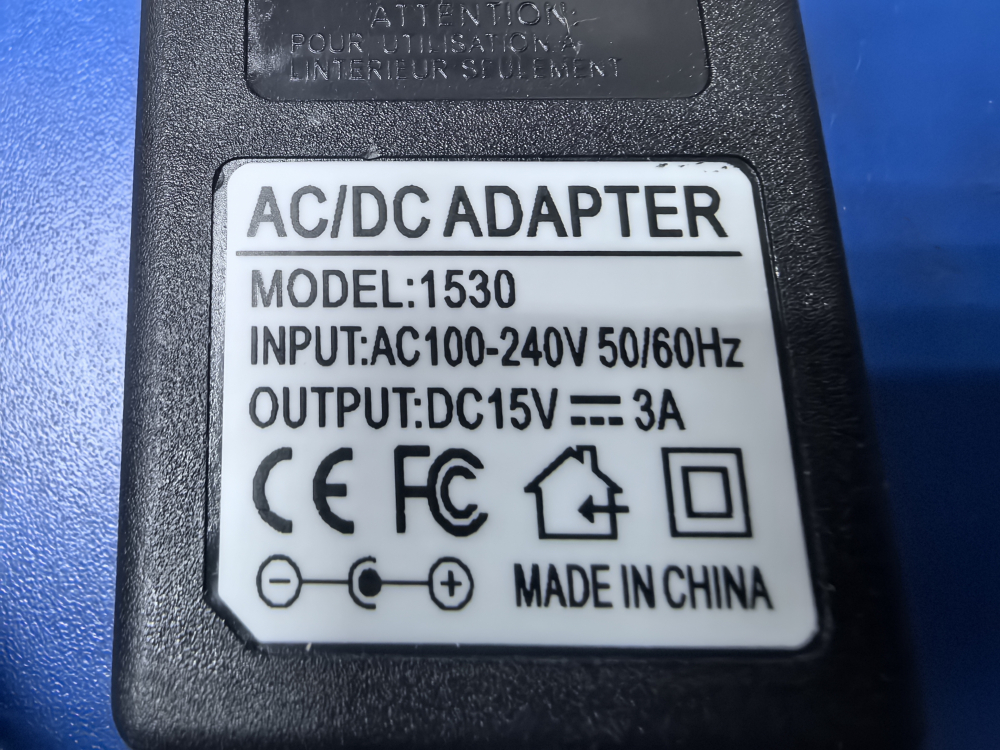 ATTENTION:
POUR UTILISATION A
L'INTERIEUR SEULEMENT
AC/DC ADAPTER
MODEL:1530
INPUT:AC100-240V 50/60Hz
OUTPUT:DC15V ⎓ 3A
CE FC
− +
MADE IN CHINA